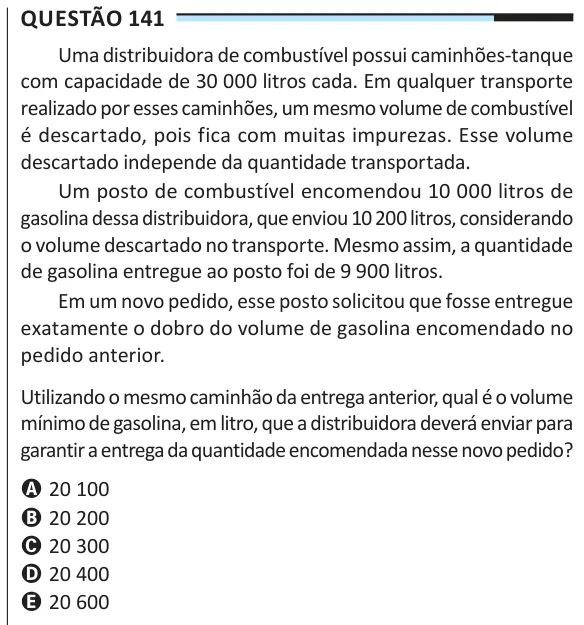 QUESTÃO 141
Uma distribuidora de combustível possui caminhões-tanque
com capacidade de 30 000 litros cada. Em qualquer transporte
realizado por esses caminhões, um mesmo volume de combustível
é descartado, pois fica com muitas impurezas. Esse volume
descartado independe da quantidade transportada.
Um posto de combustível encomendou 10 000 litros de
gasolina dessa distribuidora, que enviou 10 200 litros, considerando
o volume descartado no transporte. Mesmo assim, a quantidade
de gasolina entregue ao posto foi de 9 900 litros.
Em um novo pedido, esse posto solicitou que fosse entregue
exatamente o dobro do volume de gasolina encomendado no
pedido anterior.
Utilizando o mesmo caminhão da entrega anterior, qual é o volume
mínimo de gasolina, em litro, que a distribuidora deverá enviar para
garantir a entrega da quantidade encomendada nesse novo pedido?
A 20 100
B 20 200
C 20 300
D 20 400
E 20 600